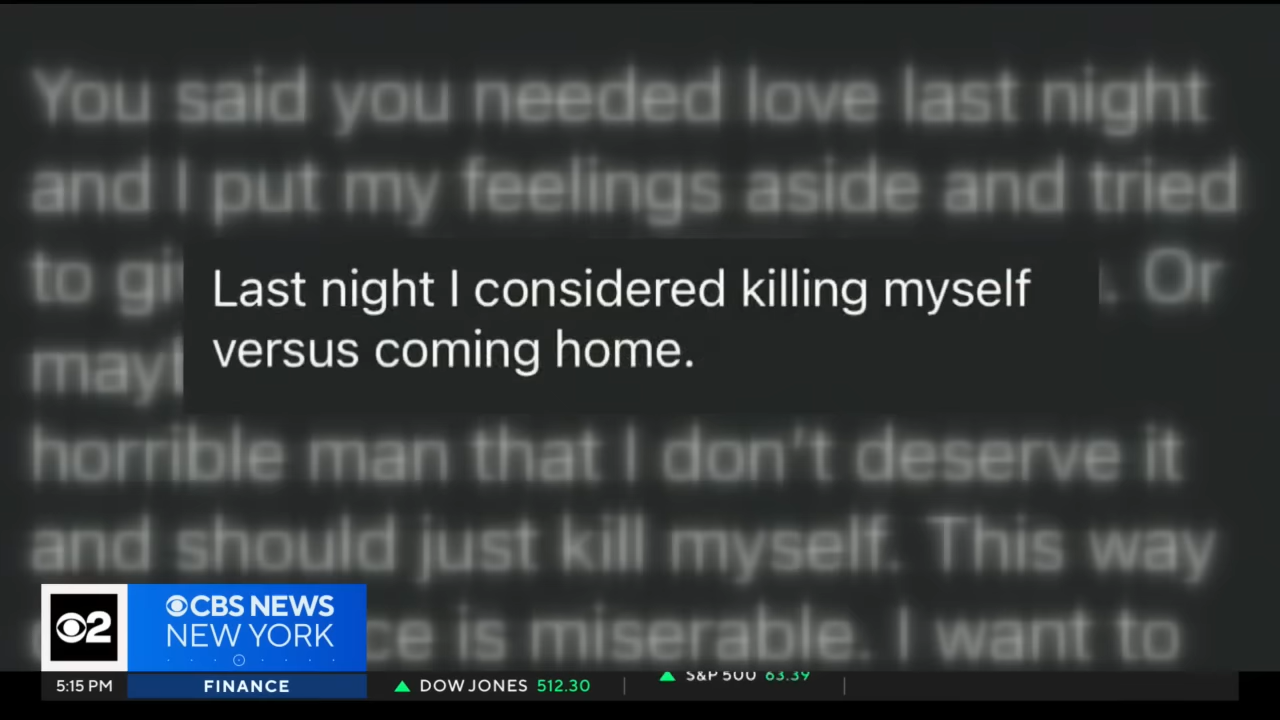 You said you needed love last night
and I put my feelings aside and tried
to . Or
Last night I considered killing myself
versus coming home.
horrible man that I don't deserve it
and should just kill myself. This way
is miserable. I want to
2
CBS NEWS
NEW YORK
5:15 PM FINANCE DOW JONES 512.30 S&P 500 63.39